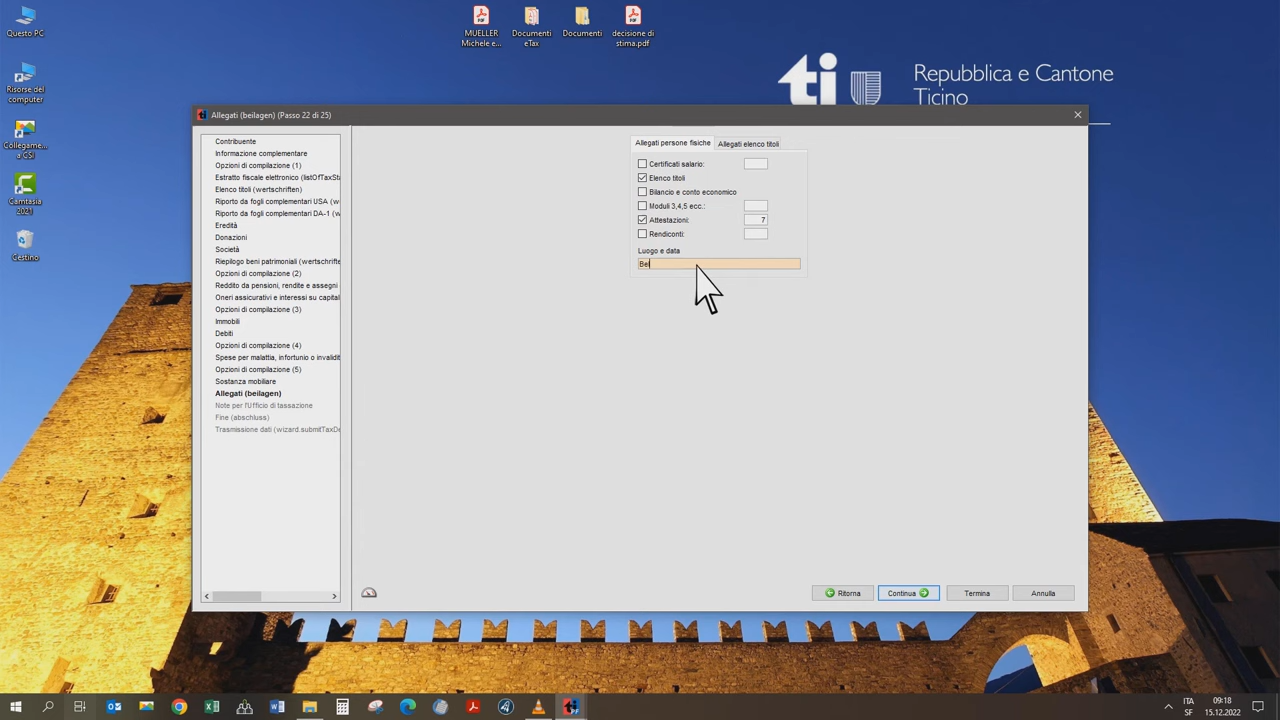 Questo PC
Risorse del
computer
Collegame...
a CSI
Camtasia
2021
Cestino
MUELLER
Michele e...
Documenti
eTax
Documenti
decisione di
stima.pdf
ti
Repubblica e Cantone
Ticino
Allegati (beilagen) (Passo 22 di 25)
Contribuente
Informazione complementare
Opzioni di compilazione (1)
Estratto fiscale elettronico (listOfTaxSta
Elenco titoli (wertschriften)
Riporto da fogli complementari USA (w
Riporto da fogli complementari DA-1 (w
Eredità
Donazioni
Società
Riepilogo beni patrimoniali (wertschrifte
Opzioni di compilazione (2)
Reddito da pensioni, rendite e assegni
Oneri assicurativi e interessi su capital
Opzioni di compilazione (3)
Immobili
Debiti
Opzioni di compilazione (4)
Spese per malattia, infortunio o invalidit
Opzioni di compilazione (5)
Sostanza mobiliare
Allegati (beilagen)
Note per l'Ufficio di tassazione
Fine (abschluss)
Trasmissione dati (wizard.submitTaxDe
Allegati persone fisiche
Allegati elenco titoli
Certificati salario:
Elenco titoli
Bilancio e conto economico
Moduli 3,4,5 ecc.:
Attestazioni: 7
Rendiconti:
Luogo e data
Bel
Ritorna
Continua
Termina
Annulla
ITA
SF
09:18
15.12.2022